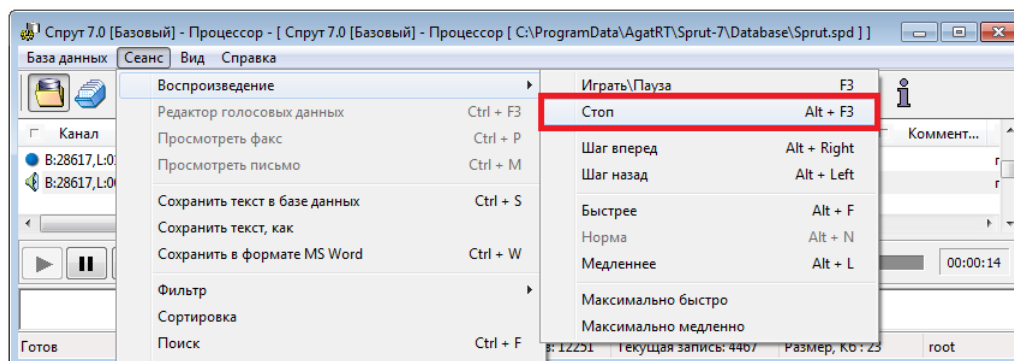 Спрут 7.0 [Базовый] - Процессор - [ Спрут 7.0 [Базовый] - Процессор [ C:\ProgramData\AgatRT\Sprut-7\Database\Sprut.spd ] ]
База данных Сеанс Вид Справка
Воспроизведение
Играть\Пауза F3
Редактор голосовых данных Ctrl + F3
Стоп Alt + F3
Канал
Коммент...
Просмотреть факс Ctrl + P
Шаг вперед Alt + Right
B:28617,L:0
Просмотреть письмо Ctrl + M
Шаг назад Alt + Left
B:28617,L:0
Сохранить текст в базе данных Ctrl + S
Быстрее Alt + F
Сохранить текст, как
Норма Alt + N
Сохранить в формате MS Word Ctrl + W
Медленнее Alt + L
00:00:14
Фильтр
Максимально быстро
Сортировка
Максимально медленно
Готов
Поиск Ctrl + F
: 12251 Текущая запись: 4467 Размер, Кб : 23 root